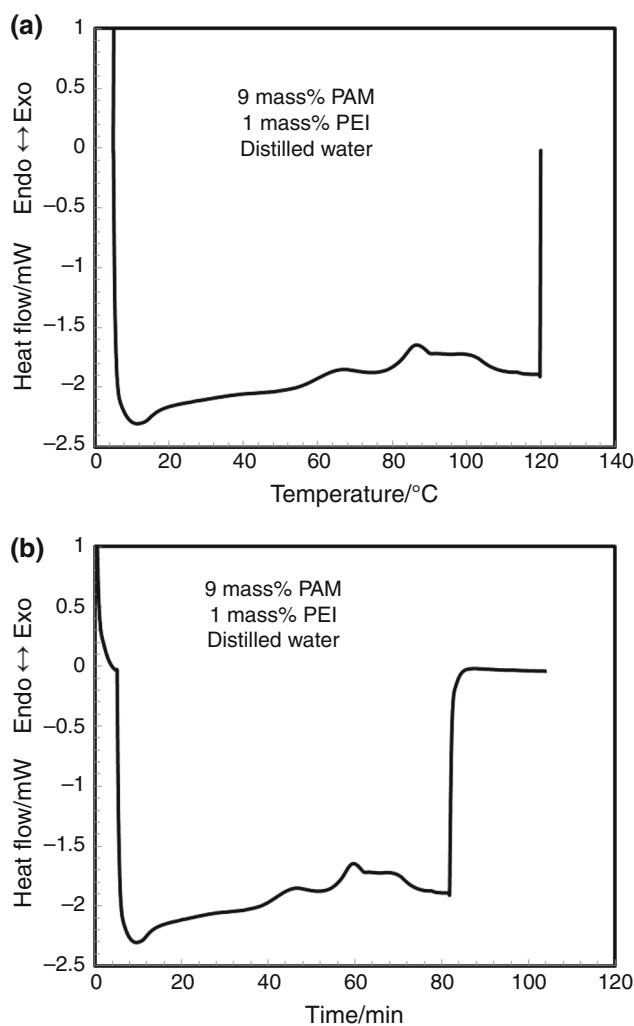 (a)
1
0.5
0
−0.5
−1
−1.5
−2
−2.5
Heat flow/mW Endo ↔ Exo
9 mass% PAM
1 mass% PEI
Distilled water
0 20 40 60 80 100 120 140
Temperature/°C
(b)
1
0.5
0
−0.5
−1
−1.5
−2
−2.5
Heat flow/mW Endo ↔ Exo
9 mass% PAM
1 mass% PEI
Distilled water
0 20 40 60 80 100 120
Time/min